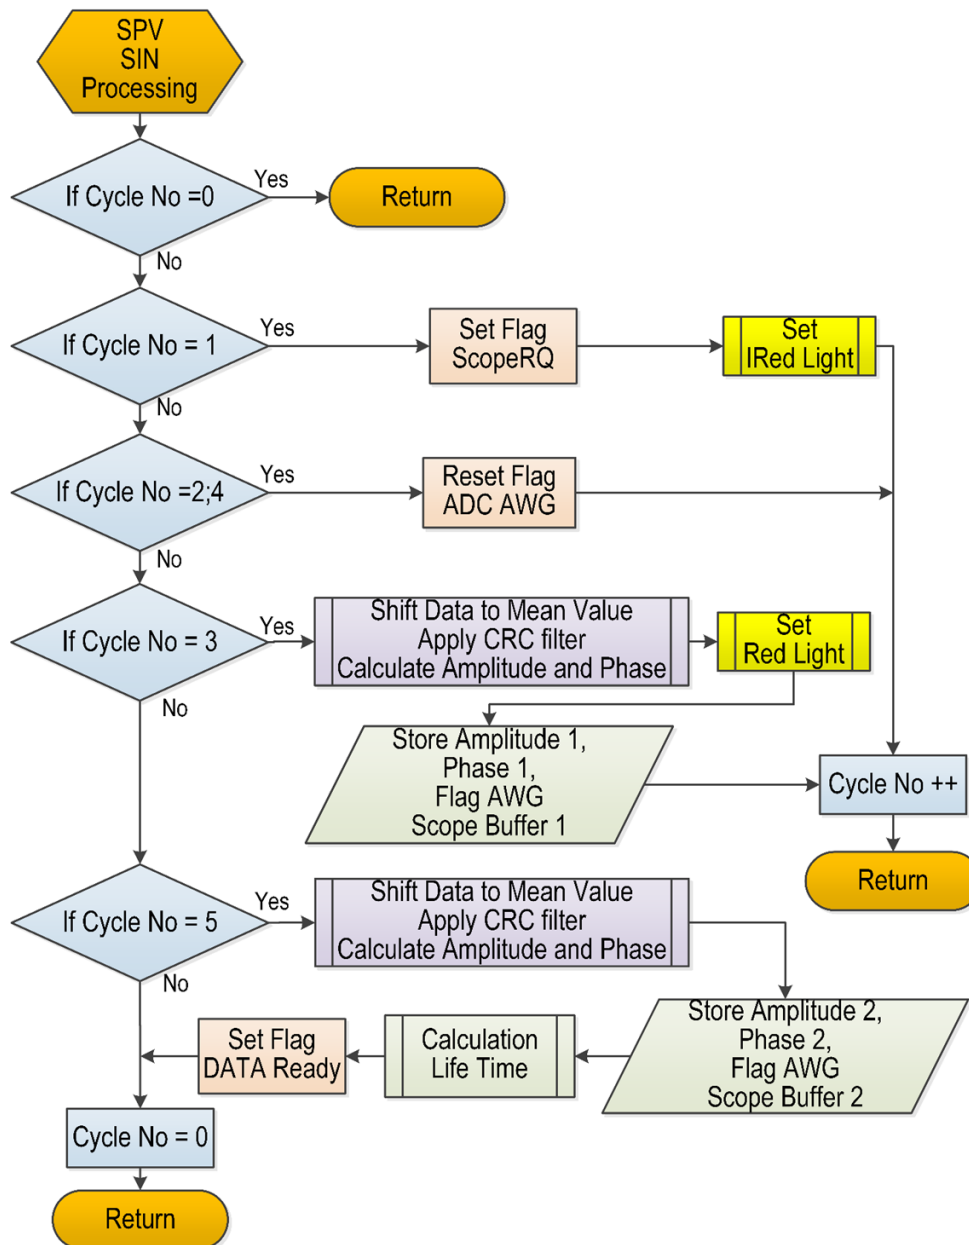 SPV
SIN
Processing
If Cycle No =0
Yes
Return
No
If Cycle No = 1
Yes
Set Flag
ScopeRQ
Set
IRed Light
No
If Cycle No =2;4
Yes
Reset Flag
ADC AWG
No
If Cycle No = 3
Yes
Shift Data to Mean Value
Apply CRC filter
Calculate Amplitude and Phase
Set
Red Light
No
Store Amplitude 1,
Phase 1,
Flag AWG
Scope Buffer 1
Cycle No ++
Return
If Cycle No = 5
Yes
Shift Data to Mean Value
Apply CRC filter
Calculate Amplitude and Phase
No
Store Amplitude 2,
Phase 2,
Flag AWG
Scope Buffer 2
Calculation
Life Time
Set Flag
DATA Ready
Cycle No = 0
Return